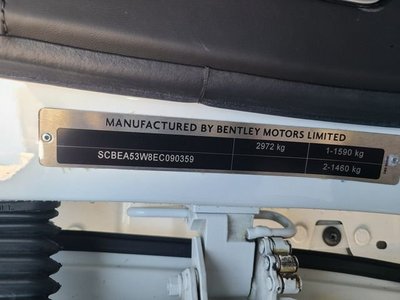 MANUFACTURED BY BENTLEY MOTORS LIMITED
2972 kg 1-1590 kg
SCBEA53W8EC090359 2-1460 kg